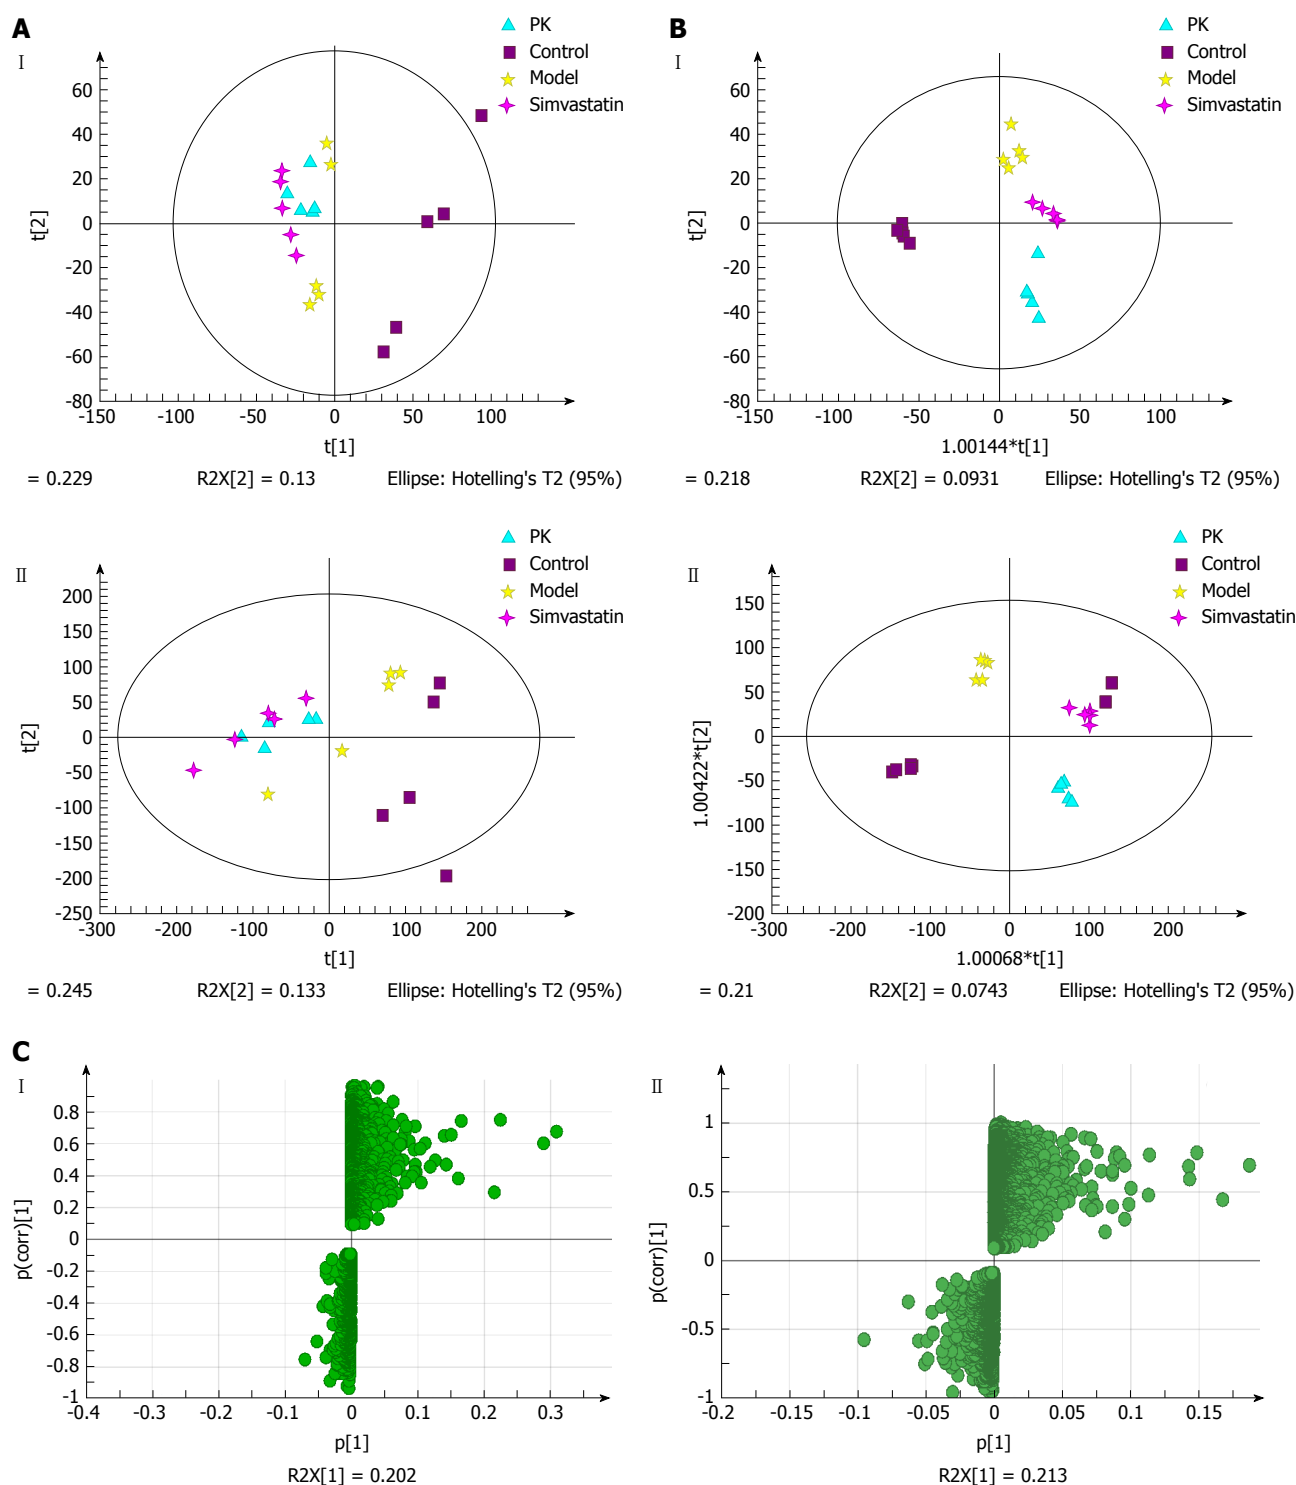 A
I
PK
Control
Model
Simvastatin
t[2]
60
40
20
0
-20
-40
-60
-80
-150
-100
-50
0
50
100
t[1]
= 0.229 R2X[2] = 0.13 Ellipse: Hotelling's T2 (95%)
B
I
PK
Control
Model
Simvastatin
t[2]
60
40
20
0
-20
-40
-60
-80
-150
-100
-50
0
50
100
1.00144*t[1]
= 0.218 R2X[2] = 0.0931 Ellipse: Hotelling's T2 (95%)
II
PK
Control
Model
Simvastatin
t[2]
200
150
100
50
0
-50
-100
-150
-200
-250
-300
-200
-100
0
100
200
t[1]
= 0.245 R2X[2] = 0.133 Ellipse: Hotelling's T2 (95%)
II
PK
Control
Model
Simvastatin
1.00422*t[2]
150
100
50
0
-50
-100
-150
-200
-300
-200
-100
0
100
200
1.00068*t[1]
= 0.21 R2X[2] = 0.0743 Ellipse: Hotelling's T2 (95%)
C
I
p(corr)[1]
0.8
0.6
0.4
0.2
0
-0.2
-0.4
-0.6
-0.8
-1
-0.4
-0.3
-0.2
-0.1
0
0.1
0.2
0.3
p[1]
R2X[1] = 0.202
II
p(corr)[1]
1
0.5
0
-0.5
-1
-0.2
-0.15
-0.1
-0.05
0
0.05
0.1
0.15
p[1]
R2X[1] = 0.213